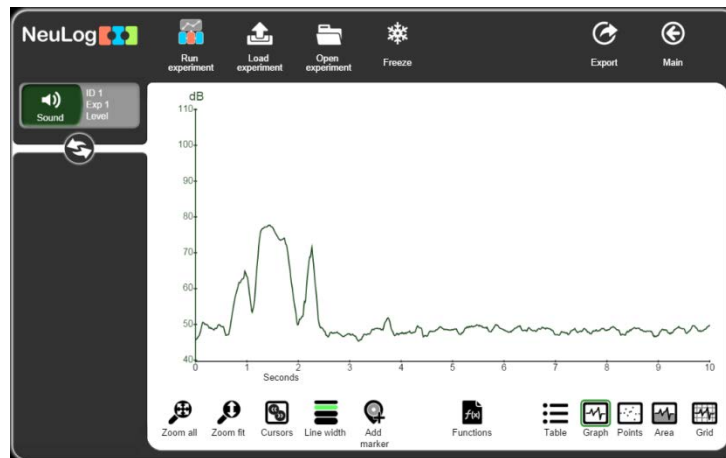 NeuLog
Run
experiment
Load
experiment
Open
experiment
Freeze
Export
Main
Sound
ID 1
Exp 1
Level
dB
110
100
90
80
70
60
50
40
0 1 2 3 4 5 6 7 8 9 10
Seconds
Zoom all
Zoom fit
Cursors
Line width
Add
marker
f(x)
Functions
Table
Graph
Points
Area
Grid